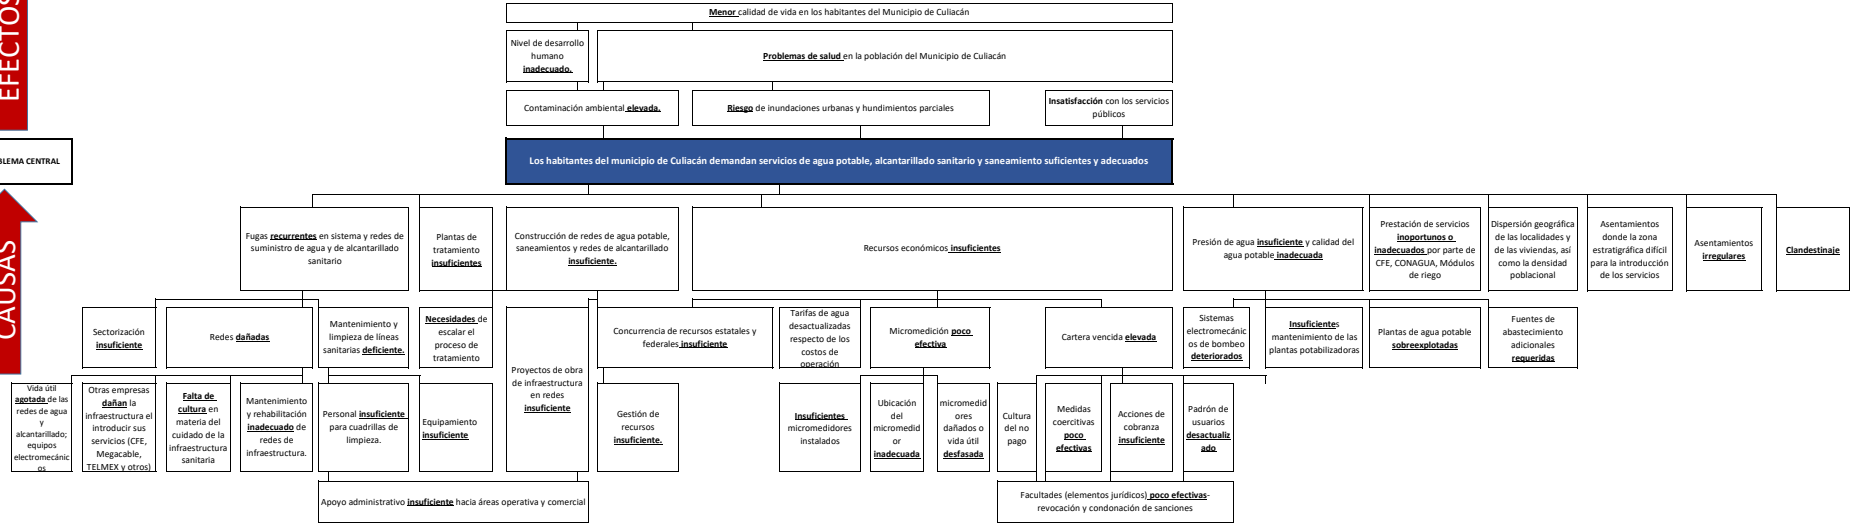 EFECTOS
Menor calidad de vida en los habitantes del Municipio de Culiacán
Nivel de desarrollo
humano
inadecuado.
Problemas de salud en la población del Municipio de Culiacán
Contaminación ambiental elevada.
Riesgo de inundaciones urbanas y hundimientos parciales
Insatisfacción con los servicios
públicos
BLEMA CENTRAL
Los habitantes del municipio de Culiacán demandan servicios de agua potable, alcantarillado sanitario y saneamiento suficientes y adecuados
CAUSAS
Fugas recurrentes en sistema y redes de
suministro de agua y de alcantarillado
sanitario
Plantas de
tratamiento
insuficientes
Construcción de redes de agua potable,
saneamientos y redes de alcantarillado
insuficiente.
Recursos económicos insuficientes
Presión de agua insuficiente y calidad del
agua potable inadecuada
Prestación de servicios
inoportunos o
inadecuados por parte de
CFE, CONAGUA, Módulos
de riego
Dispersión geográfica
de las localidades y
de las viviendas, así
como la densidad
poblacional
Asentamientos
donde la zona
estratigráfica difícil
para la introducción
de los servicios
Asentamientos
irregulares
Clandestinaje
Sectorización
insuficiente
Redes dañadas
Mantenimiento y
limpieza de líneas
sanitarias deficiente.
Necesidades de
escalar el
proceso de
tratamiento
Proyectos de obra
de infraestructura
en redes
insuficiente
Concurrencia de recursos estatales y
federales insuficiente
Tarifas de agua
desactualizadas
respecto de los
costos de
operación
Micromedición poco
efectiva
Cartera vencida elevada
Sistemas
electromecánic
os de bombeo
deteriorados
Insuficientes
mantenimiento de las
plantas potabilizadoras
Plantas de agua potable
sobreexplotadas
Fuentes de
abastecimiento
adicionales
requeridas
Vida útil
agotada de las
redes de agua
y
alcantarillado;
equipos
electromecánic
os
Otras empresas
dañan la
infraestructura el
introducir sus
servicios (CFE,
Megacable,
TELMEX y otros)
Falta de
cultura en
materia del
cuidado de la
infraestructura
sanitaria
Mantenimiento
y rehabilitación
inadecuado de
redes de
infraestructura.
Personal insuficiente
para cuadrillas de
limpieza.
Equipamiento
insuficiente
Gestión de
recursos
insuficiente.
Insuficientes
micromedidores
instalados
Ubicación
del
micromedid
or
inadecuada
micromedid
ores
dañados o
vida útil
desfasada
Cultura
del no
pago
Medidas
coercitivas
poco
efectivas
Acciones de
cobranza
insuficiente
Padrón de
usuarios
desactualiz
ado
Apoyo administrativo insuficiente hacia áreas operativa y comercial
Facultades (elementos jurídicos) poco efectivas-
revocación y condonación de sanciones